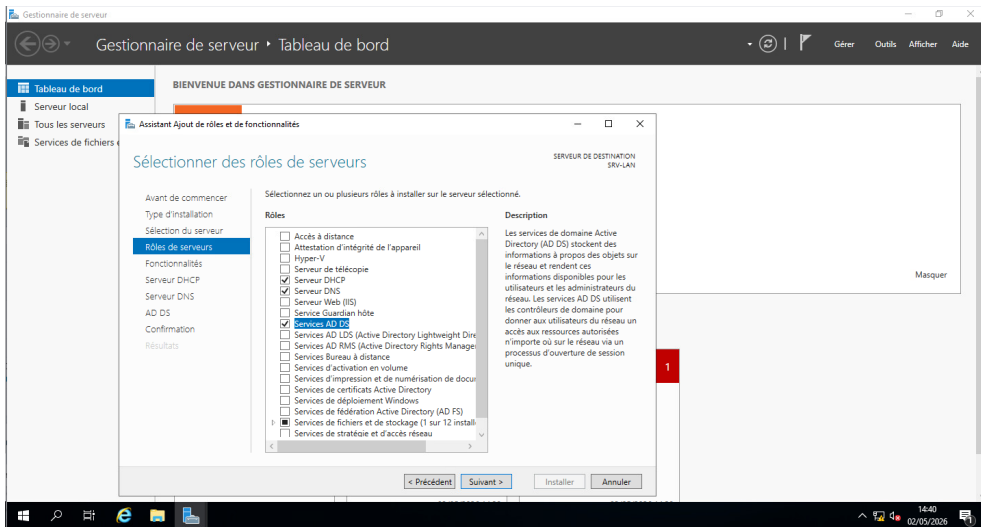 Gestionnaire de serveur
Gestionnaire de serveur • Tableau de bord
Gérer Outils Afficher Aide
Tableau de bord
Serveur local
Tous les serveurs
Services de fichiers
BIENVENUE DANS GESTIONNAIRE DE SERVEUR
Masquer
1
Assistant Ajout de rôles et de fonctionnalités
Sélectionner des rôles de serveurs
SERVEUR DE DESTINATION
SRV-LAN
Avant de commencer
Type d'installation
Sélection du serveur
Rôles de serveurs
Fonctionnalités
Serveur DHCP
Serveur DNS
AD DS
Confirmation
Résultats
Sélectionnez un ou plusieurs rôles à installer sur le serveur sélectionné.
Rôles
Accès à distance
Attestation d'intégrité de l'appareil
Hyper-V
Serveur de télécopie
Serveur DHCP
Serveur DNS
Serveur Web (IIS)
Service Guardian hôte
Services AD DS
Services AD LDS (Active Directory Lightweight Dire
Services AD RMS (Active Directory Rights Manage
Services Bureau à distance
Services d'activation en volume
Services d'impression et de numérisation de docu
Services de certificats Active Directory
Services de déploiement Windows
Services de fédération Active Directory (AD FS)
Services de fichiers et de stockage (1 sur 12 install
Services de stratégie et d'accès réseau
Description
Les services de domaine Active
Directory (AD DS) stockent des
informations à propos des objets sur
le réseau et rendent ces
informations disponibles pour les
utilisateurs et les administrateurs du
réseau. Les services AD DS utilisent
les contrôleurs de domaine pour
donner aux utilisateurs du réseau un
accès aux ressources autorisées
n'importe où sur le réseau via un
processus d'ouverture de session
unique.
< Précédent Suivant > Installer Annuler
14:40
02/05/2026